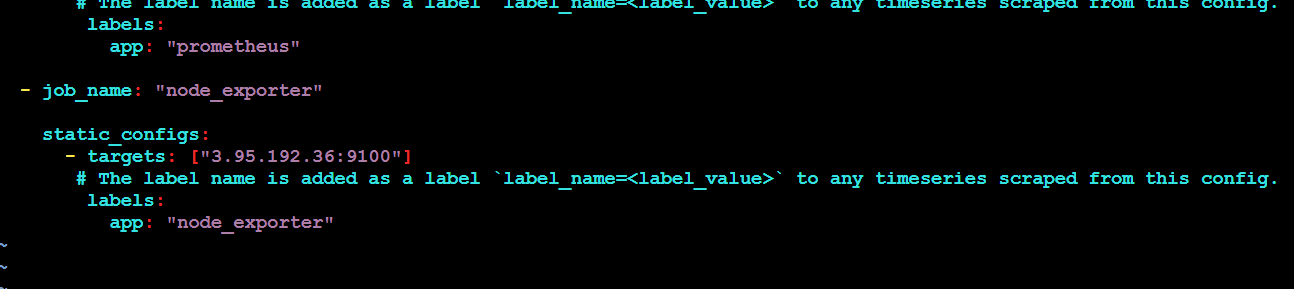 # The label name is added as a label `label_name=<label_value>` to any timeseries scraped from this config.
labels:
app: "prometheus"
- job_name: "node_exporter"
static_configs:
- targets: ["3.95.192.36:9100"]
# The label name is added as a label `label_name=<label_value>` to any timeseries scraped from this config.
labels:
app: "node_exporter"
~
~
~